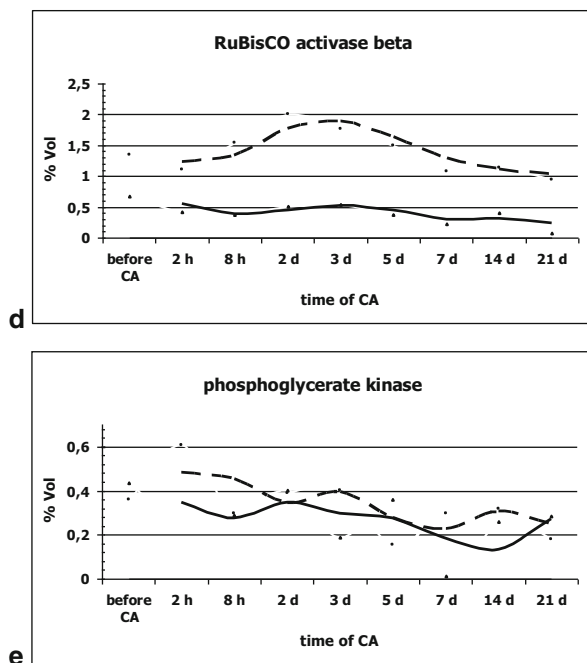 RuBisCO activase beta
2,5
2
1,5
1
0,5
0
% Vol
before CA 2 h 8 h 2 d 3 d 5 d 7 d 14 d 21 d
time of CA
d
phosphoglycerate kinase
0,6
0,4
0,2
0
% Vol
before CA 2 h 8 h 2 d 3 d 5 d 7 d 14 d 21 d
time of CA
e